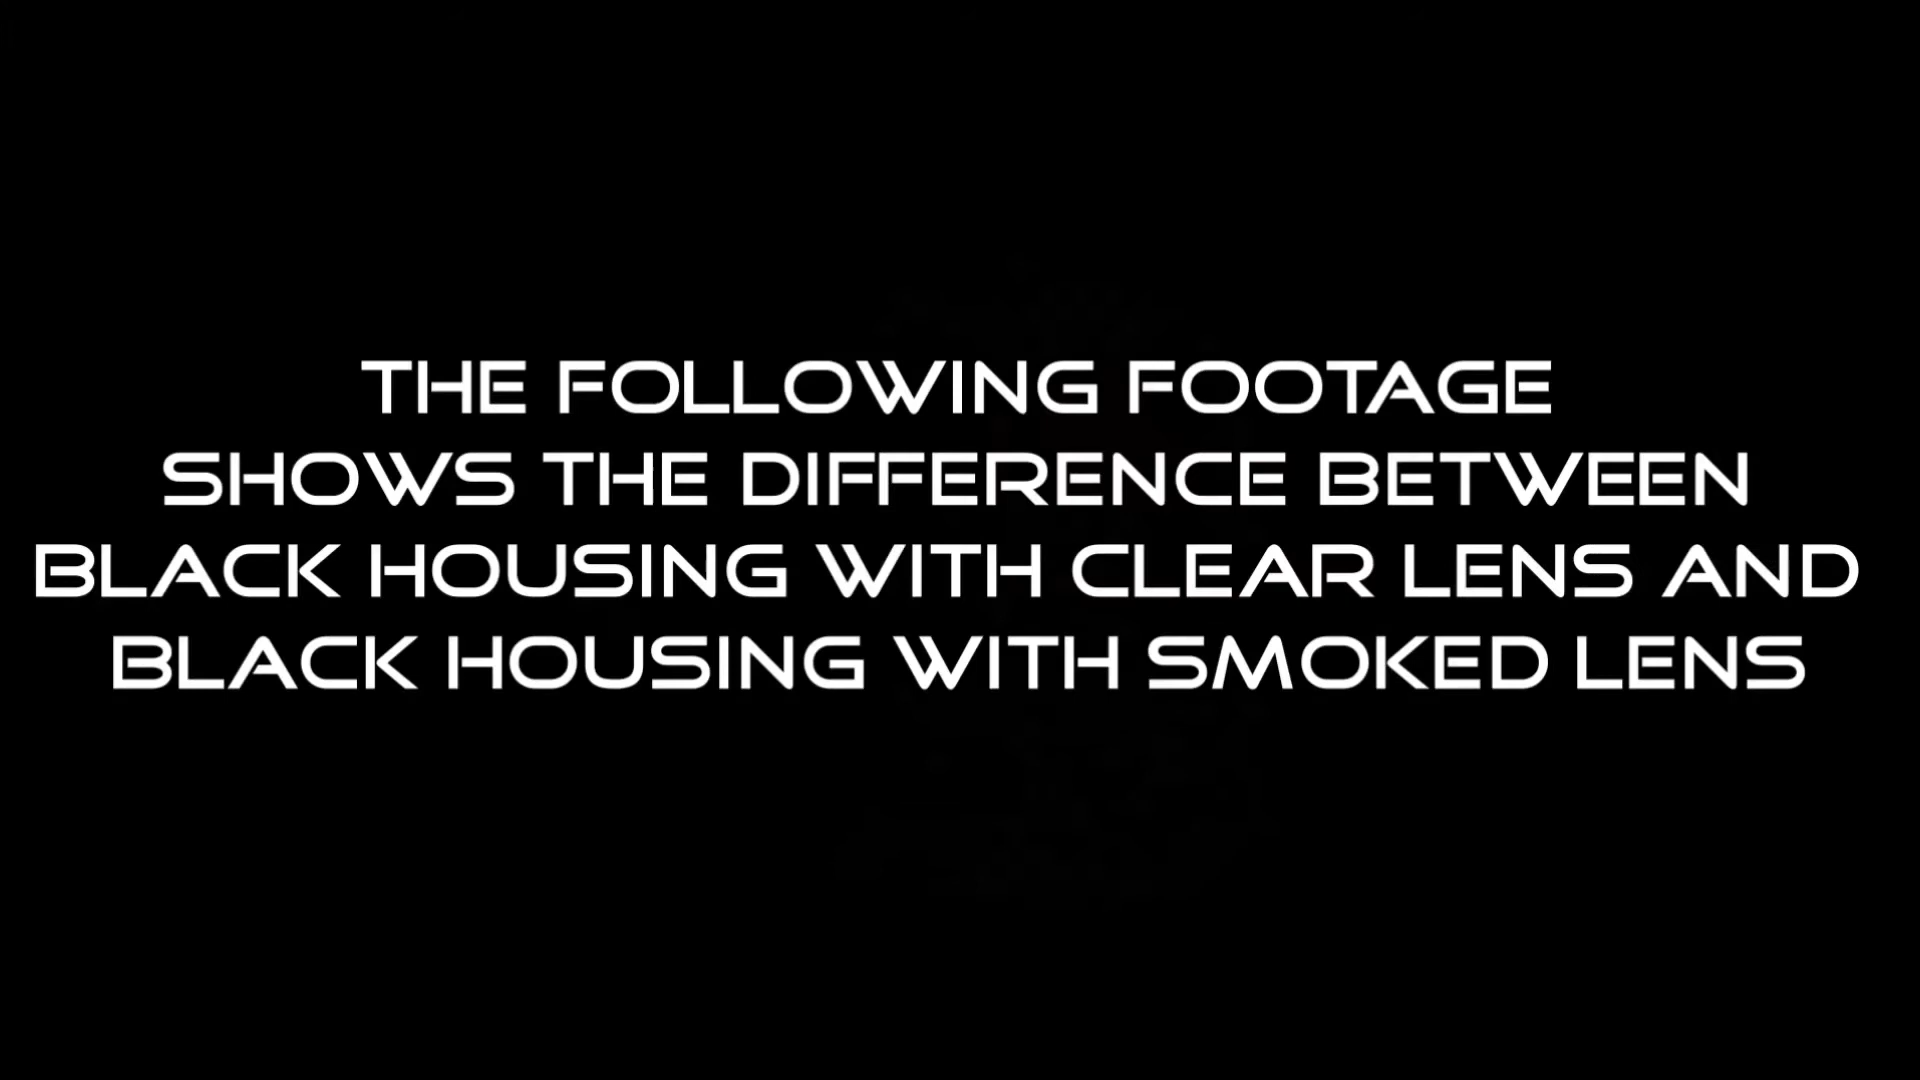 THE FOLLOWING FOOTAGE
SHOWS THE DIFFERENCE BETWEEN
BLACK HOUSING WITH CLEAR LENS AND
BLACK HOUSING WITH SMOKED LENS